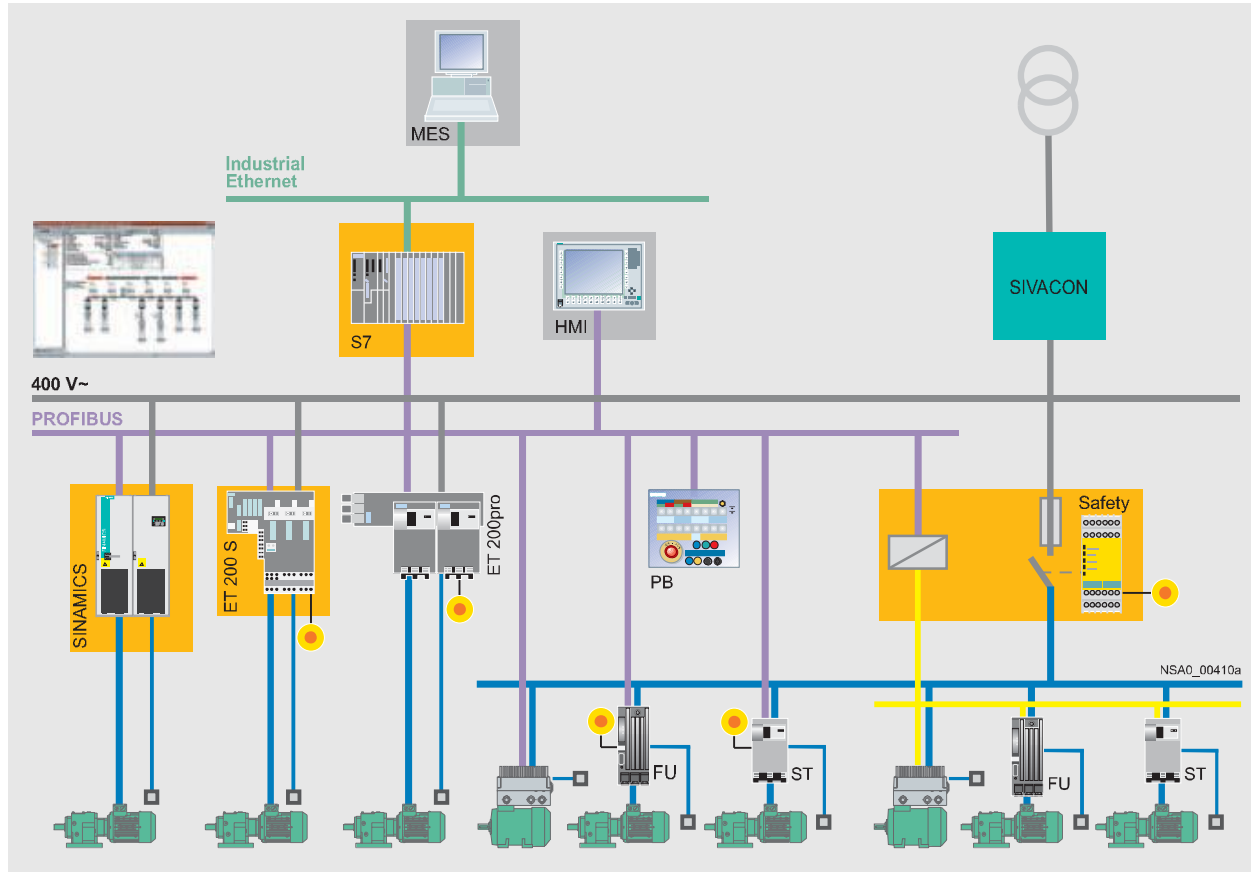 MES
Industrial
Ethernet
S7
HMI
SIVACON
400 V~
PROFIBUS
SINAMICS
ET 200 S
ET 200pro
PB
Safety
NSA0_00410a
FU
ST
FU
ST